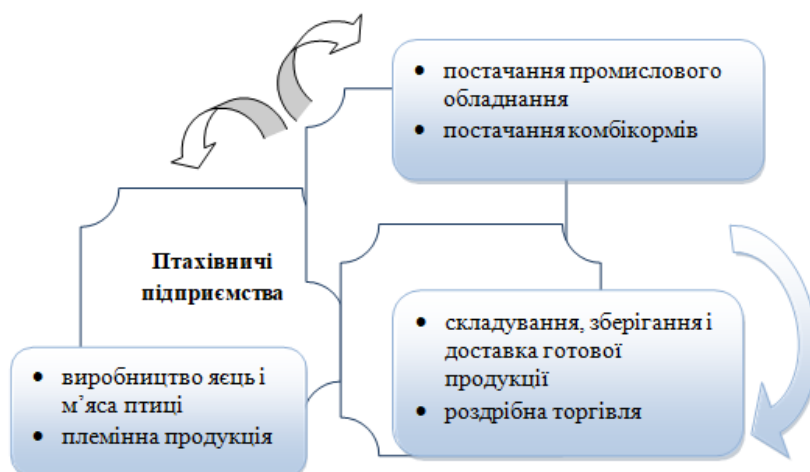 • постачання промислового
обладнання
• постачання комбікормів
Птахівничі
підприємства
• складування, зберігання і
доставка готової
продукції
• роздрібна торгівля
• виробництво яєць і
м’яса птиці
• племінна продукція